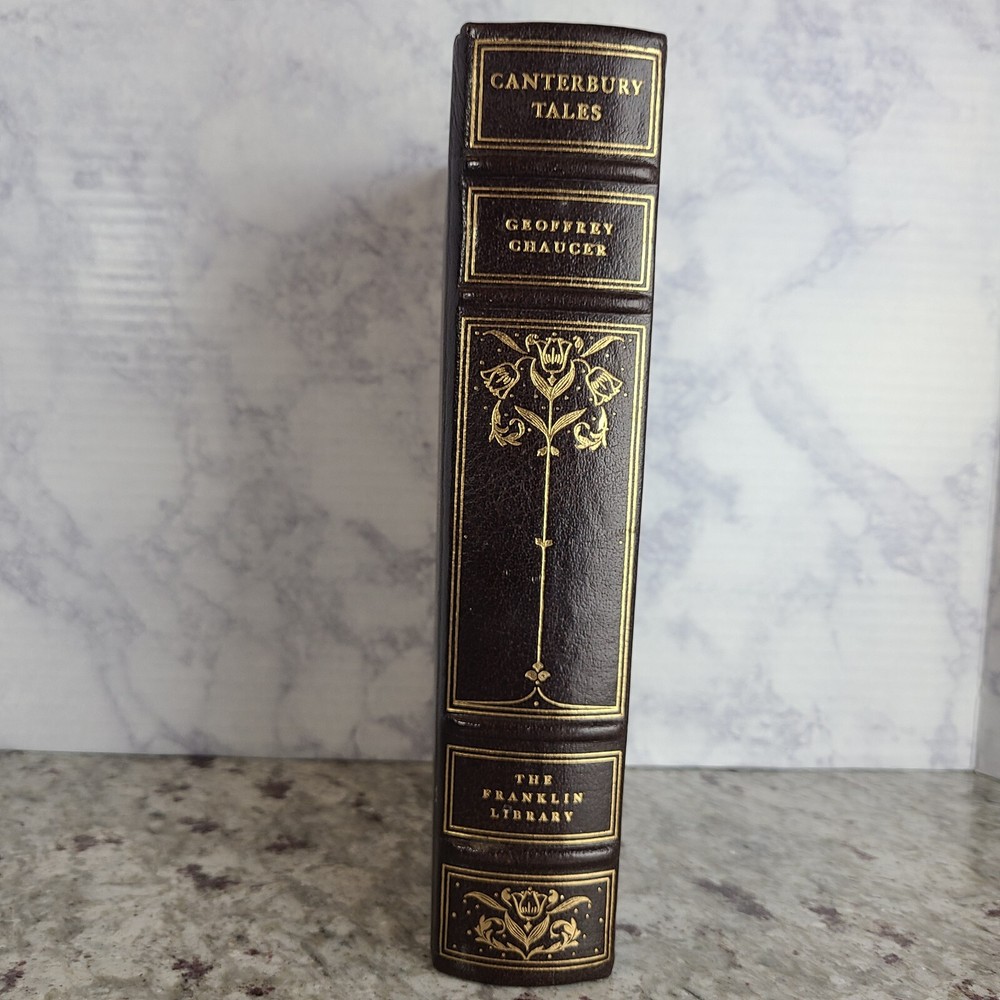 CANTERBURY
TALES
GEOFFREY
CHAUCER
THE
FRANKLIN
LIBRARY